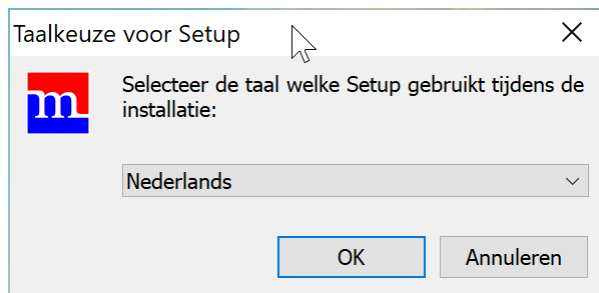 Taalkeuze voor Setup
m
Selecteer de taal welke Setup gebruikt tijdens de
installatie:
Nederlands
OK
Annuleren